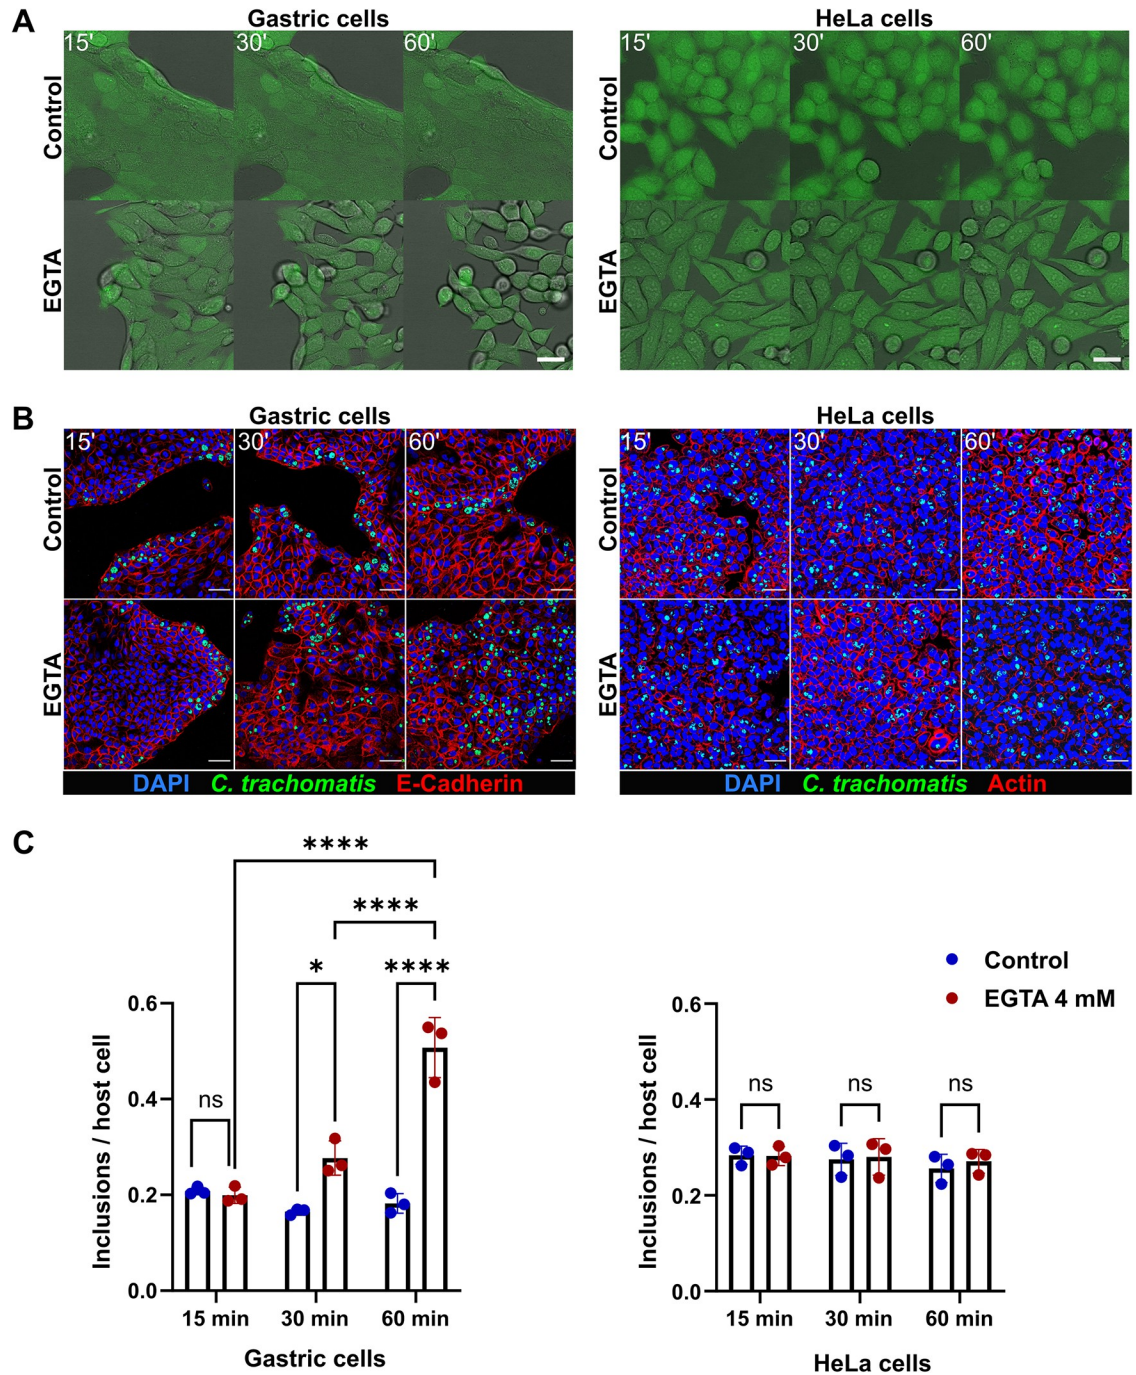 A
Gastric cells
HeLa cells
15'
30'
60'
15'
30'
60'
Control
Control
EGTA
EGTA
B
Gastric cells
HeLa cells
15'
30'
60'
15'
30'
60'
Control
Control
EGTA
EGTA
DAPI C. trachomatis E-Cadherin
DAPI C. trachomatis Actin
C
****
****
* ****
ns
Inclusions / host cell
0.6
0.4
0.2
0.0
15 min 30 min 60 min
Gastric cells
Control
EGTA 4 mM
ns ns ns
Inclusions / host cell
0.6
0.4
0.2
0.0
15 min 30 min 60 min
HeLa cells